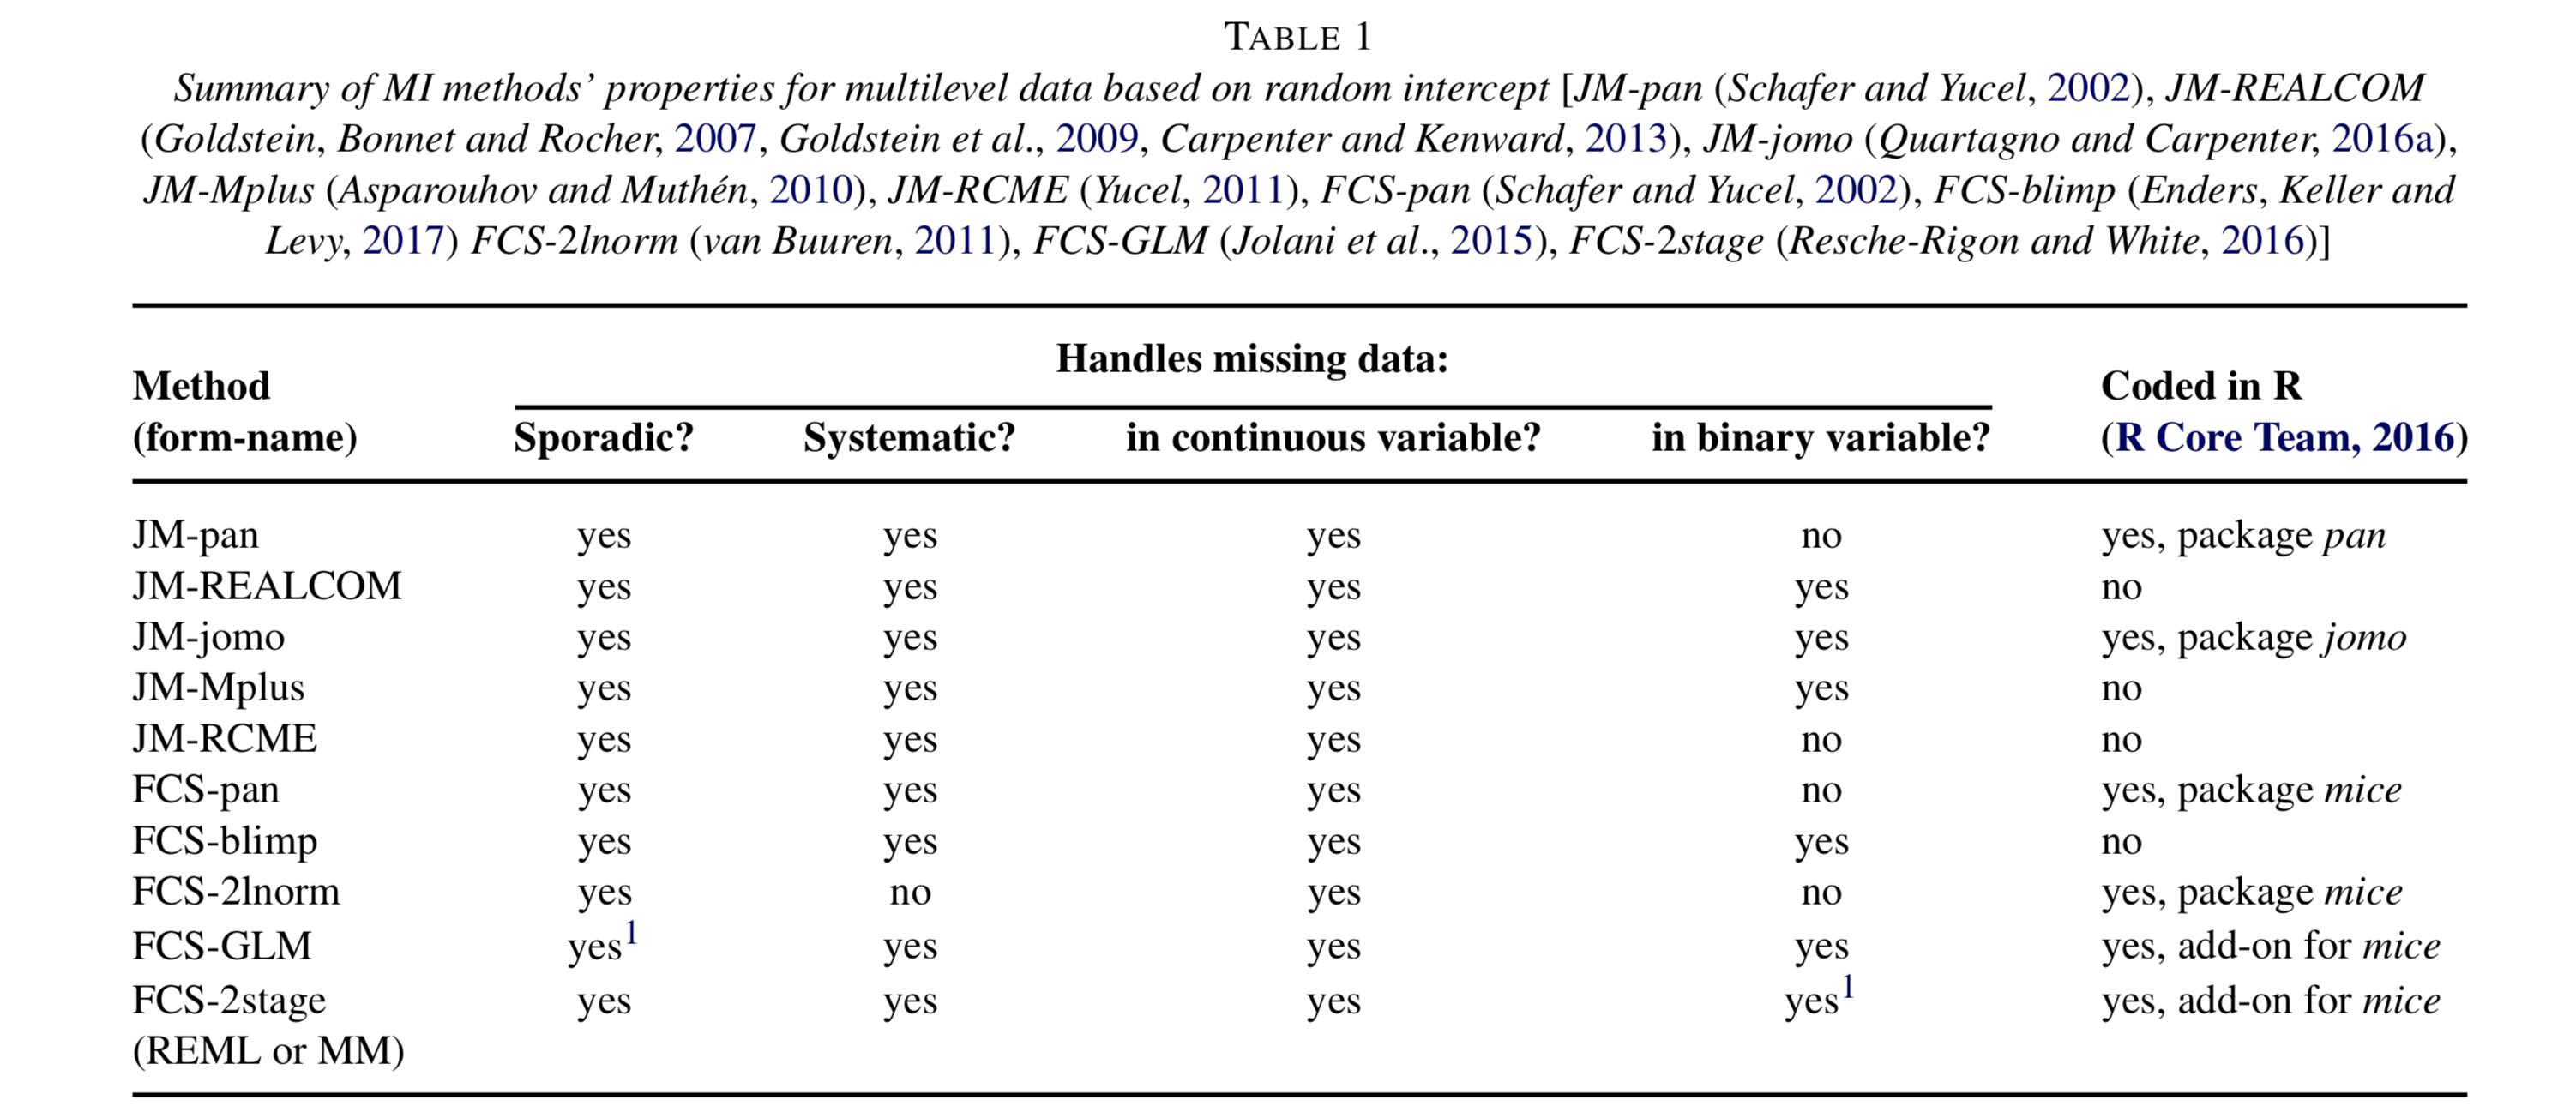 TABLE 1
Summary of MI methods’ properties for multilevel data based on random intercept [JM-pan (Schafer and Yucel, 2002), JM-REALCOM
(Goldstein, Bonnet and Rocher, 2007, Goldstein et al., 2009, Carpenter and Kenward, 2013), JM-jomo (Quartagno and Carpenter, 2016a),
JM-Mplus (Asparouhov and Muthén, 2010), JM-RCME (Yucel, 2011), FCS-pan (Schafer and Yucel, 2002), FCS-blimp (Enders, Keller and
Levy, 2017) FCS-2lnorm (van Buuren, 2011), FCS-GLM (Jolani et al., 2015), FCS-2stage (Resche-Rigon and White, 2016)]
Handles missing data:
Method Coded in R
(form-name) Sporadic? Systematic? in continuous variable? in binary variable? (R Core Team, 2016)
JM-pan yes yes yes no yes, package pan
JM-REALCOM yes yes yes yes no
JM-jomo yes yes yes yes yes, package jomo
JM-Mplus yes yes yes yes no
JM-RCME yes yes yes no no
FCS-pan yes yes yes no yes, package mice
FCS-blimp yes yes yes yes no
FCS-2lnorm yes no yes no yes, package mice
FCS-GLM yes¹ yes yes yes yes, add-on for mice
FCS-2stage yes yes yes yes¹ yes, add-on for mice
(REML or MM)